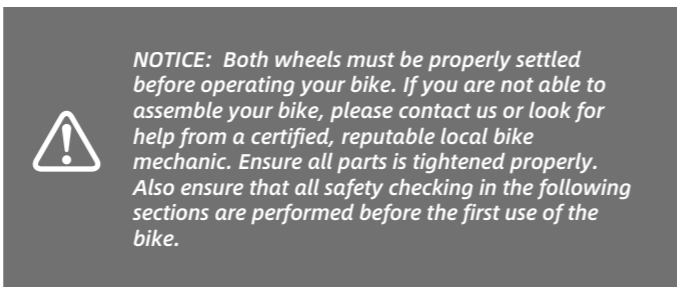 NOTICE:  Both wheels must be properly settled
before operating your bike. If you are not able to
assemble your bike, please contact us or look for
help from a certified, reputable local bike
mechanic. Ensure all parts is tightened properly.
Also ensure that all safety checking in the following
sections are performed before the first use of the
bike.